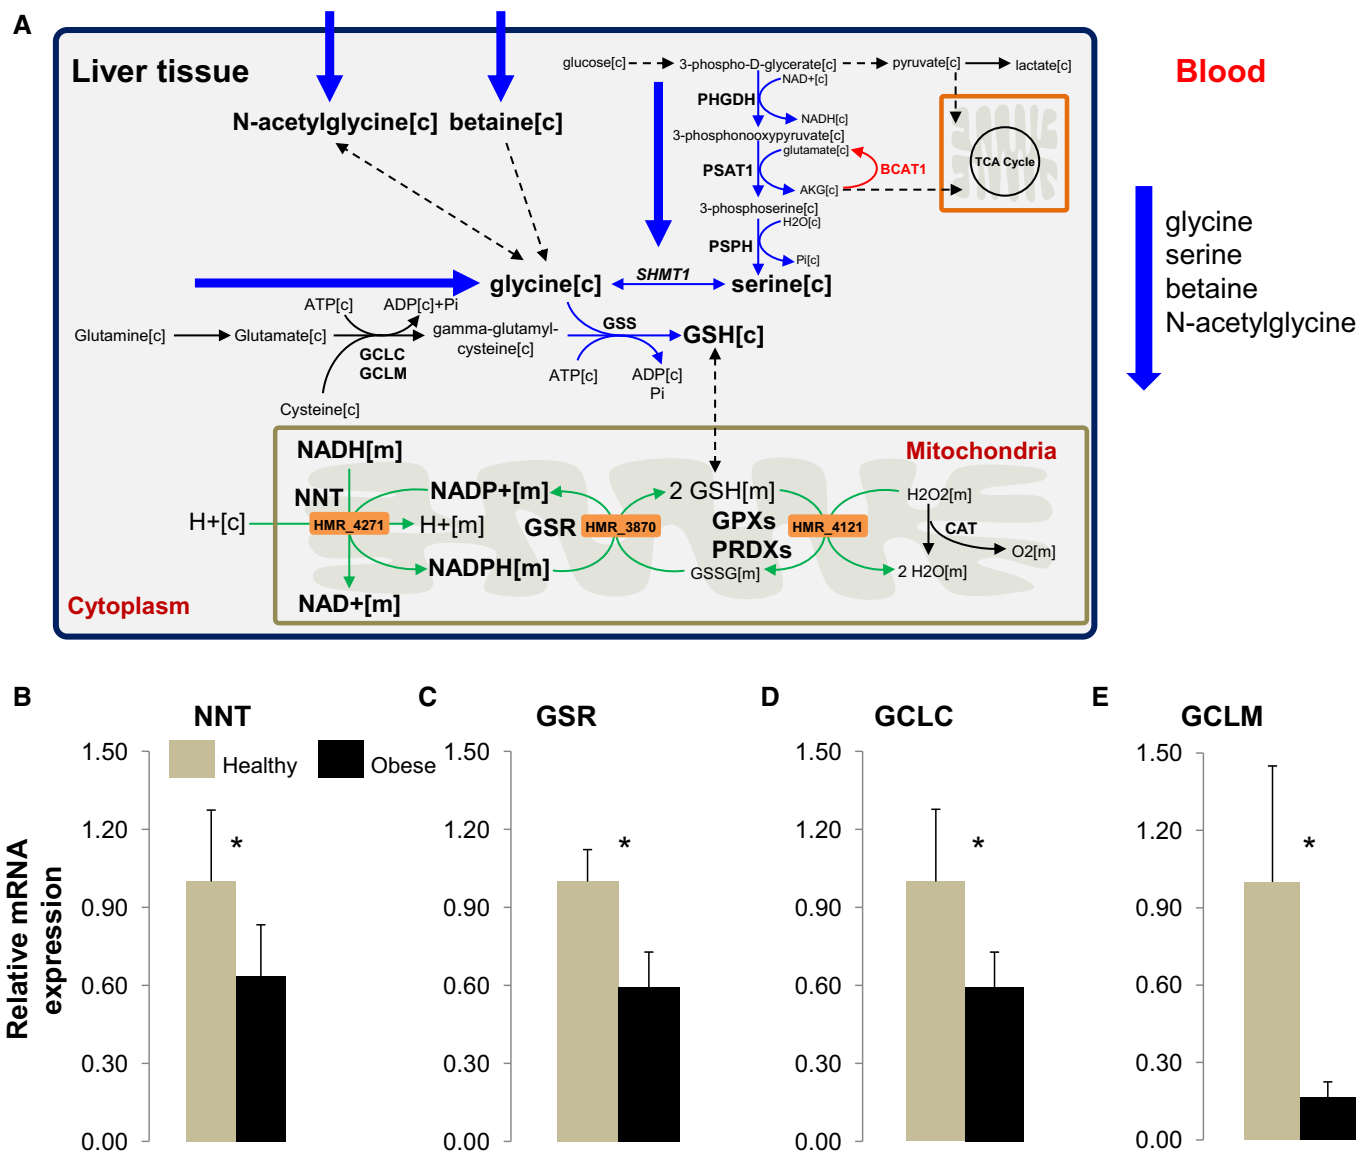 A
Liver tissue
Blood
glucose[c]
3-phospho-D-glycerate[c]
pyruvate[c]
lactate[c]
NAD+[c]
PHGDH
NADH[c]
N-acetylglycine[c]
betaine[c]
3-phosphonooxypyruvate[c]
glutamate[c]
PSAT1
BCAT1
AKG[c]
TCA Cycle
3-phosphoserine[c]
H2O[c]
PSPH
Pi[c]
glycine
serine
betaine
N-acetylglycine
glycine[c]
SHMT1
serine[c]
ATP[c]
ADP[c]+Pi
Glutamine[c]
Glutamate[c]
gamma-glutamyl-
cysteine[c]
GSS
GSH[c]
GCLC
GCLM
ATP[c]
ADP[c]
Pi
Cysteine[c]
Mitochondria
NADH[m]
NNT
NADP+[m]
2 GSH[m]
H2O2[m]
H+[c]
HMR_4271
H+[m]
GSR
HMR_3870
GPXs
PRDXs
HMR_4121
CAT
O2[m]
NADPH[m]
GSSG[m]
2 H2O[m]
NAD+[m]
Cytoplasm
B
NNT
Healthy
Obese
Relative mRNA
expression
1.50
1.20
0.90
0.60
0.30
0.00
*
C
GSR
1.50
1.20
0.90
0.60
0.30
0.00
*
D
GCLC
1.50
1.20
0.90
0.60
0.30
0.00
*
E
GCLM
1.50
1.20
0.90
0.60
0.30
0.00
*